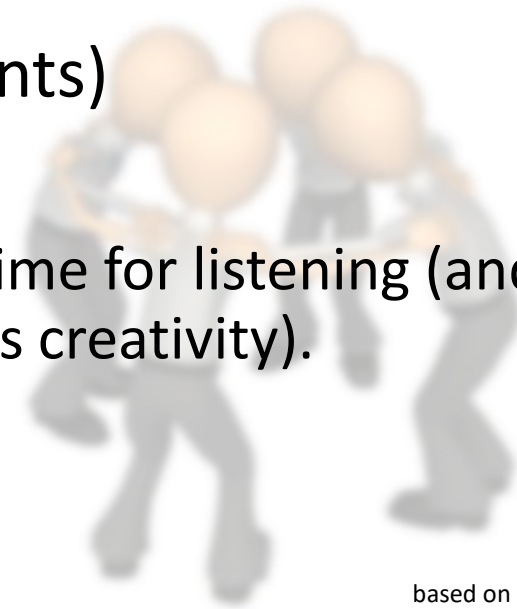 nts)
ime for listening (and
s creativity).
based on